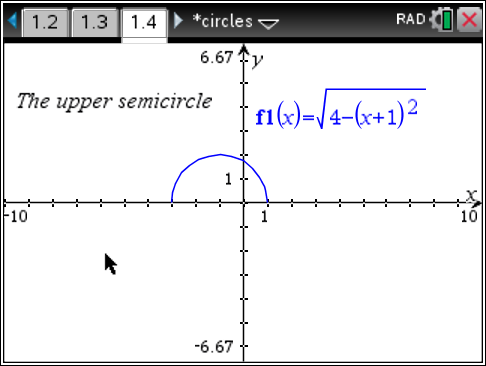 1.2 1.3 1.4 *circles RAD
6.67 y
The upper semicircle
f1(x)=√4-(x+1)²
1
x
-10 1 10
-6.67